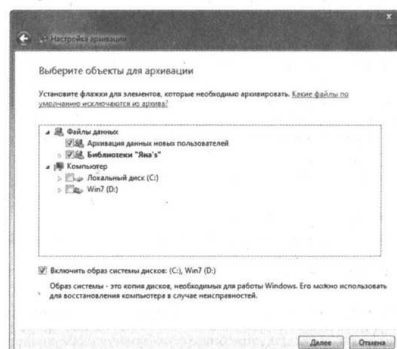 Настройка архивации
Выберите объекты для архивации
Установите флажки для элементов, которые необходимо архивировать. Какие файлы по
умолчанию исключаются из архива?
Файлы данных
Архивация данных новых пользователей
Библиотеки "Яна's"
Компьютер
Локальный диск (C:)
Win7 (D:)
Включить образ системы дисков: (C:), Win7 (D:)
Образ системы - это копия дисков, необходимых для работы Windows. Его можно использовать
для восстановления компьютера в случае неисправностей.
Далее
Отмена